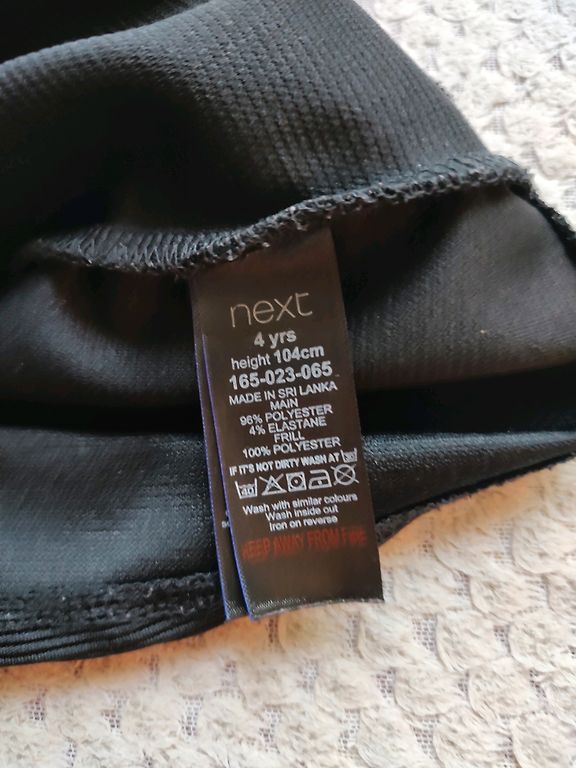 next
4 yrs
height 104cm
165-023-065
MADE IN SRI LANKA
MAIN
96% POLYESTER
4% ELASTANE
FRILL
100% POLYESTER
IF IT'S NOT DIRTY WASH AT 30
40
Wash with similar colours
Wash inside out
Iron on reverse
KEEP AWAY FROM FIRE